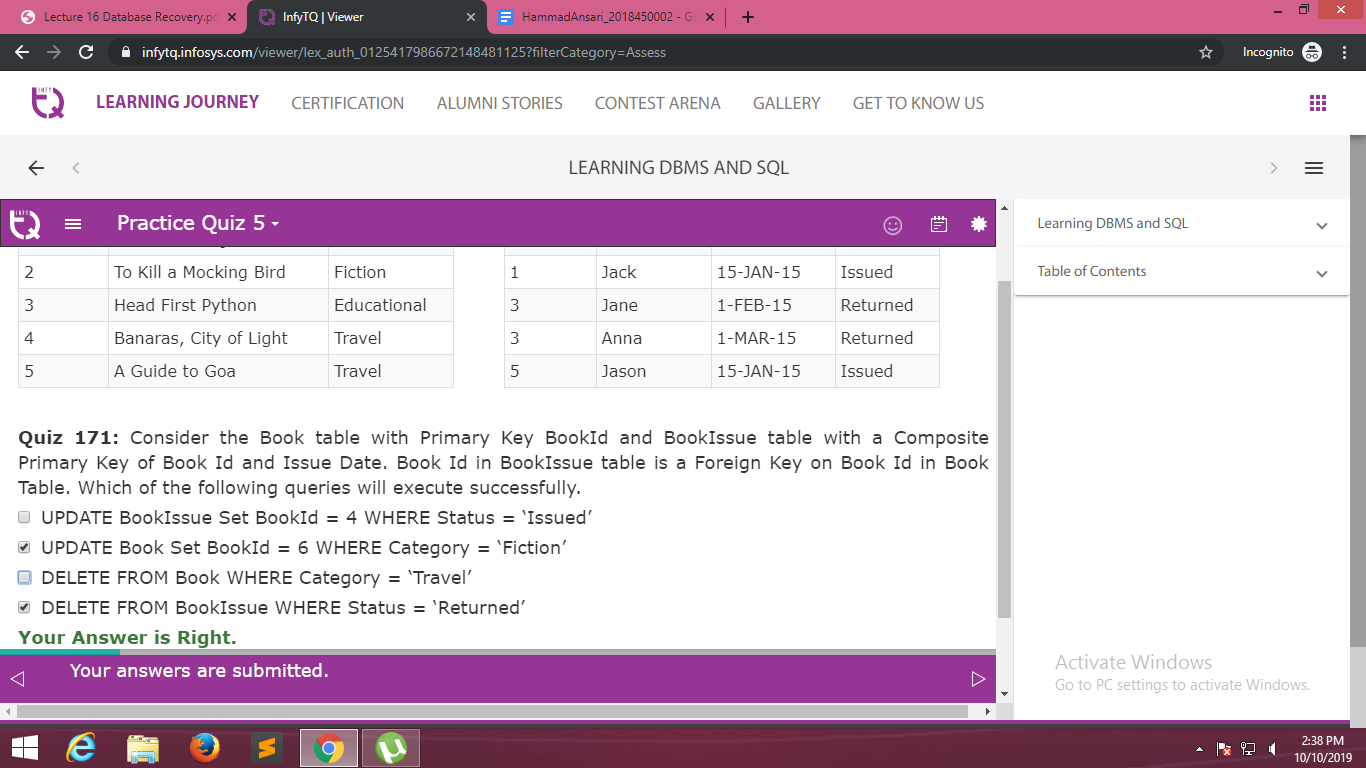 Lecture 16 Database Recovery.pd
InfyTQ | Viewer
HammadAnsari_2018450002 - Go
infytq.infosys.com/viewer/lex_auth_0125417986672148481125?filterCategory=Assess
Incognito
INFY TQ
LEARNING JOURNEY
CERTIFICATION
ALUMNI STORIES
CONTEST ARENA
GALLERY
GET TO KNOW US
LEARNING DBMS AND SQL
INFY TQ
Practice Quiz 5
Learning DBMS and SQL
Table of Contents
2 To Kill a Mocking Bird Fiction 1 Jack 15-JAN-15 Issued
3 Head First Python Educational 3 Jane 1-FEB-15 Returned
4 Banaras, City of Light Travel 3 Anna 1-MAR-15 Returned
5 A Guide to Goa Travel 5 Jason 15-JAN-15 Issued
Quiz 171: Consider the Book table with Primary Key BookId and BookIssue table with a Composite
Primary Key of Book Id and Issue Date. Book Id in BookIssue table is a Foreign Key on Book Id in Book
Table. Which of the following queries will execute successfully.
UPDATE BookIssue Set BookId = 4 WHERE Status = ‘Issued’
UPDATE Book Set BookId = 6 WHERE Category = ‘Fiction’
DELETE FROM Book WHERE Category = ‘Travel’
DELETE FROM BookIssue WHERE Status = ‘Returned’
Your Answer is Right.
Your answers are submitted.
Activate Windows
Go to PC settings to activate Windows.
2:38 PM
10/10/2019